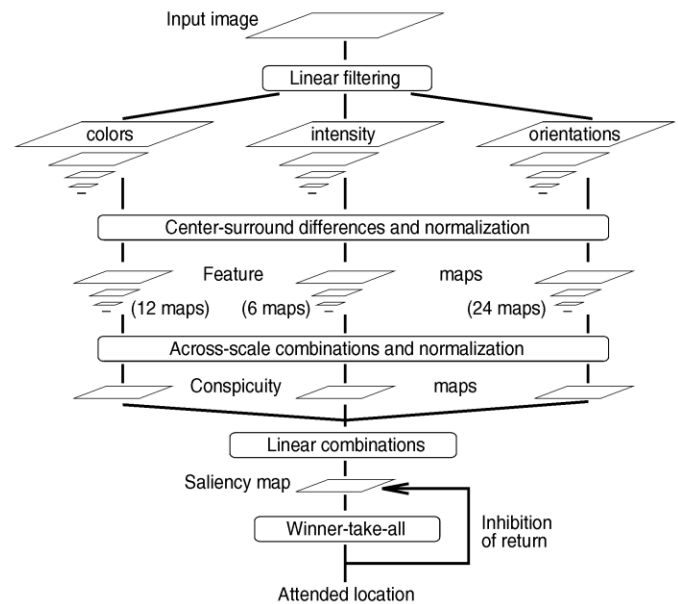 Input image
Linear filtering
colors intensity orientations
Center-surround differences and normalization
Feature maps
(12 maps) (6 maps) (24 maps)
Across-scale combinations and normalization
Conspicuity maps
Linear combinations
Saliency map
Winner-take-all
Inhibition
of return
Attended location